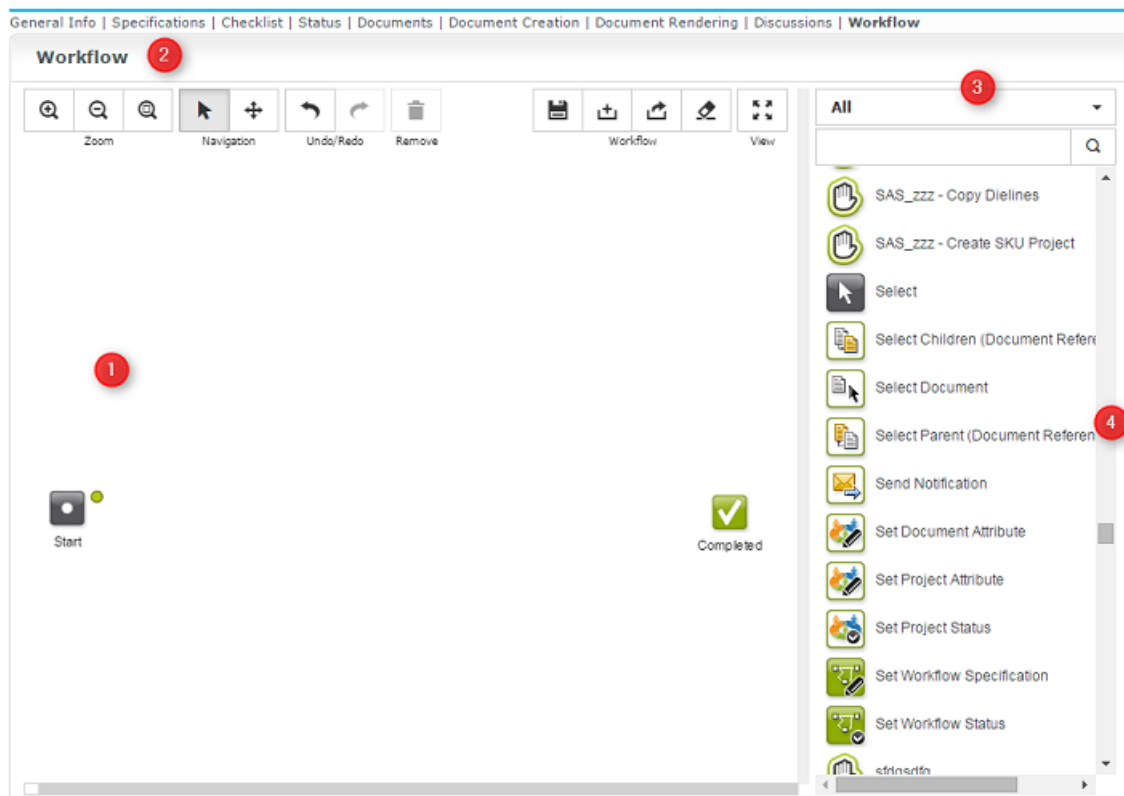 General Info | Specifications | Checklist | Status | Documents | Document Creation | Document Rendering | Discussions | Workflow
Workflow 2
3
All
Zoom Navigation Undo/Redo Remove Workflow View
SAS_zzz - Copy Dielines
SAS_zzz - Create SKU Project
Select
Select Children (Document Refere
1
Select Document
4
Select Parent (Document Referen
Send Notification
Start
Completed
Set Document Attribute
Set Project Attribute
Set Project Status
Set Workflow Specification
Set Workflow Status